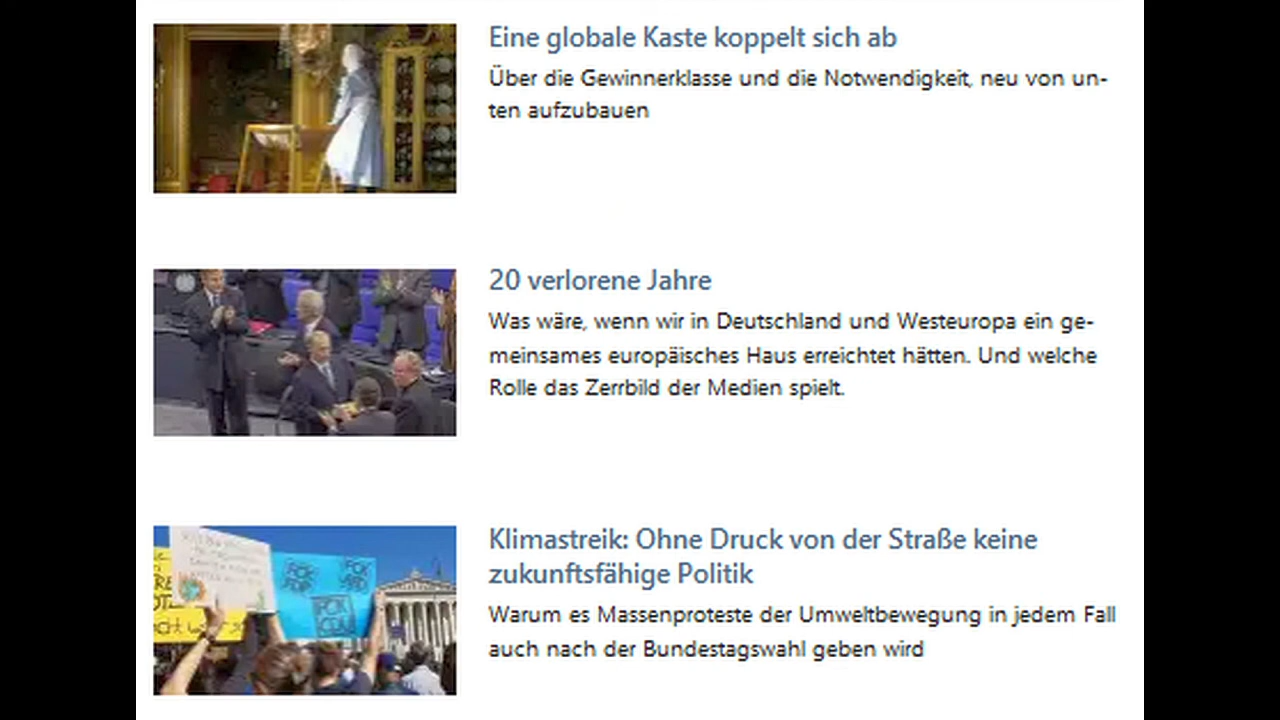 Eine globale Kaste koppelt sich ab
Über die Gewinnerklasse und die Notwendigkeit, neu von un-
ten aufzubauen
20 verlorene Jahre
Was wäre, wenn wir in Deutschland und Westeuropa ein ge-
meinsames europäisches Haus erreichtet hätten. Und welche
Rolle das Zerrbild der Medien spielt.
Klimastreik: Ohne Druck von der Straße keine
zukunftsfähige Politik
Warum es Massenproteste der Umweltbewegung in jedem Fall
auch nach der Bundestagswahl geben wird